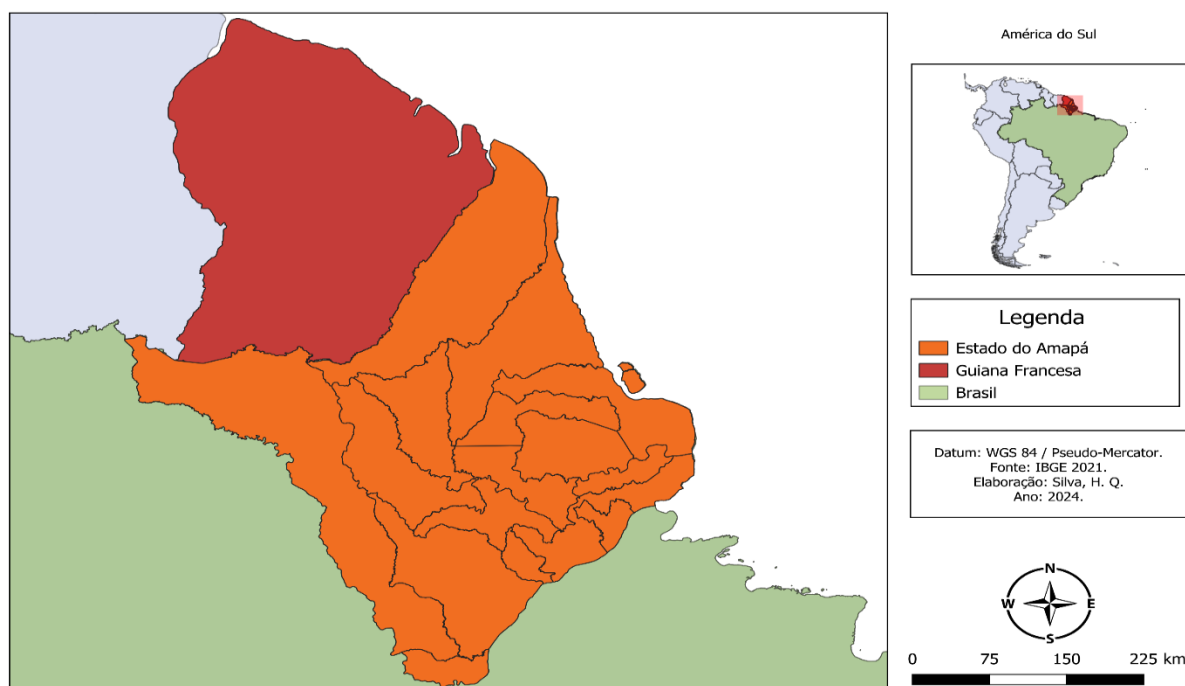 América do Sul
Legenda
Estado do Amapá
Guiana Francesa
Brasil
Datum: WGS 84 / Pseudo-Mercator.
Fonte: IBGE 2021.
Elaboração: Silva, H. Q.
Ano: 2024.
N
W E
S
0 75 150 225 km